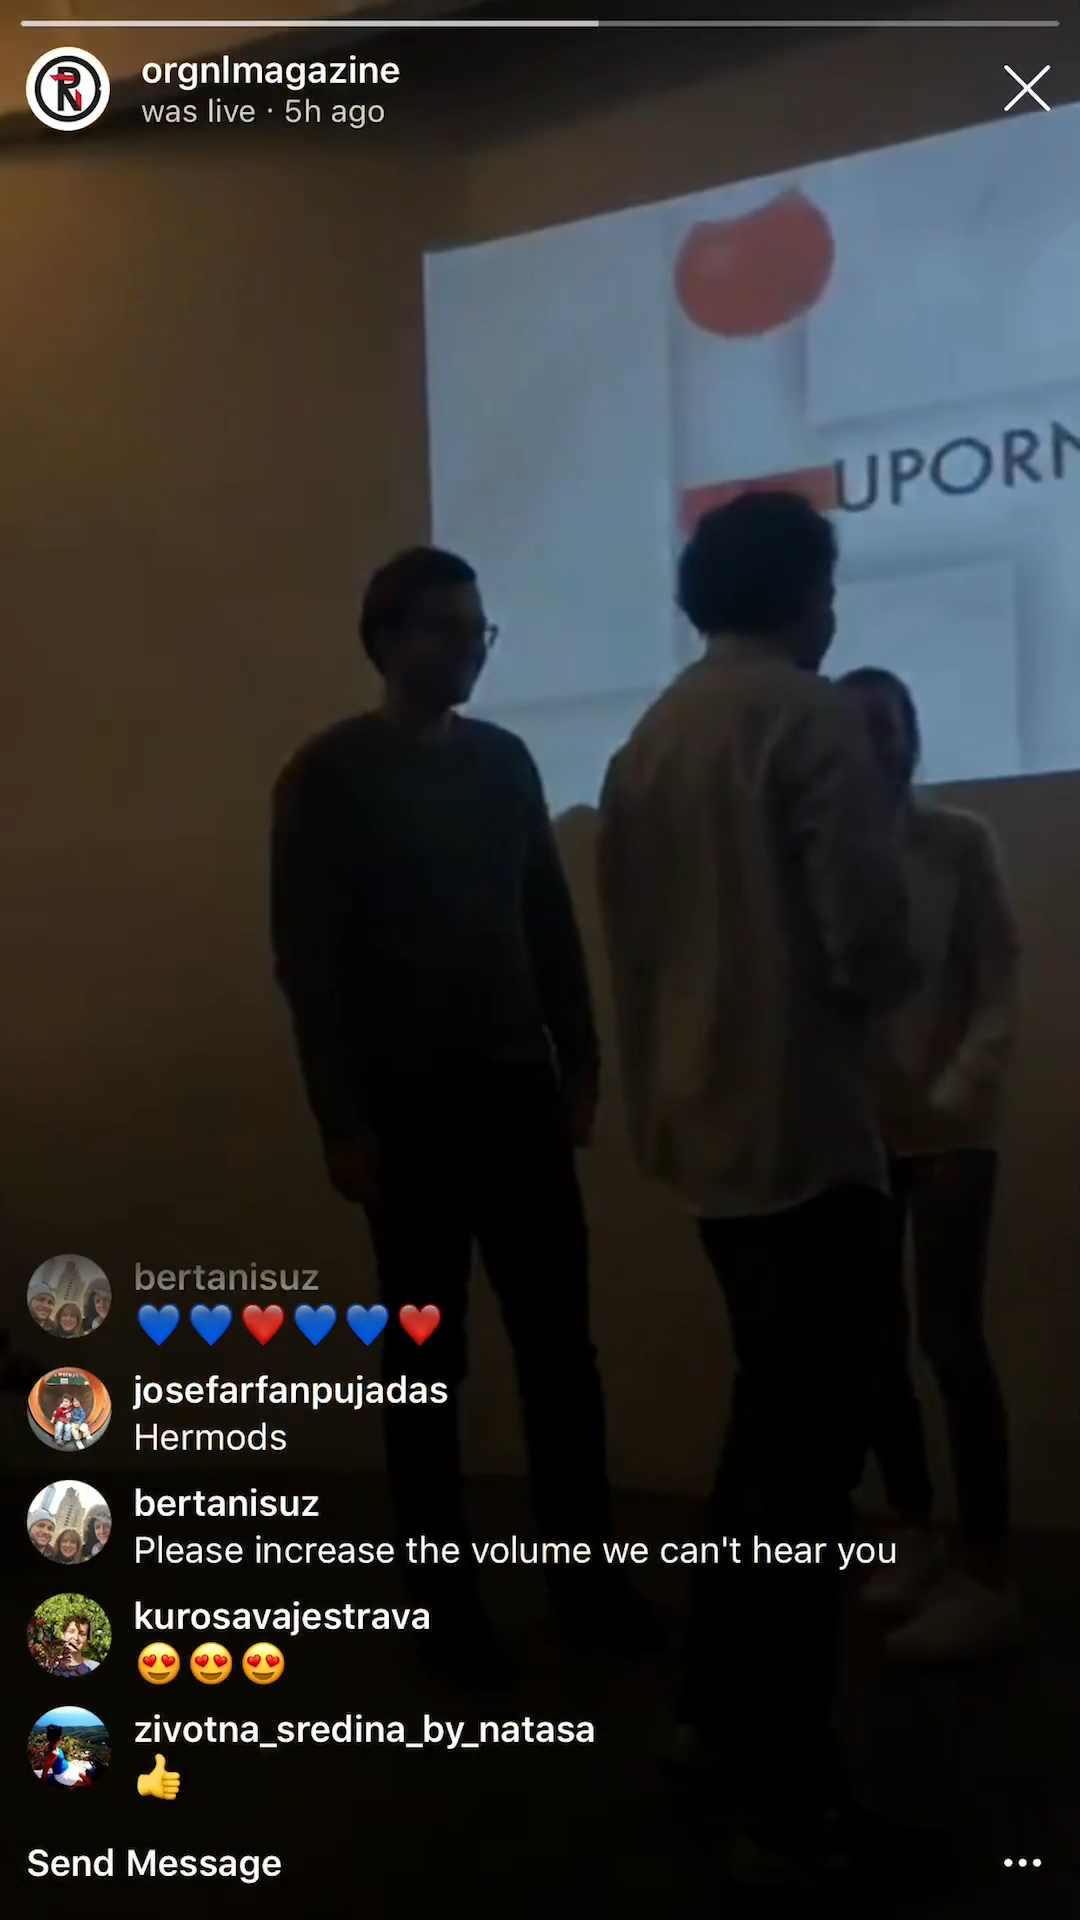 orgnlmagazine
was live · 5h ago
UPORN
bertanisuz
💙💙❤️💙💙❤️
josefarfanpujadas
Hermods
bertanisuz
Please increase the volume we can't hear you
kurosavajestrava
😍😍😍
zivotna_sredina_by_natasa
👍
Send Message